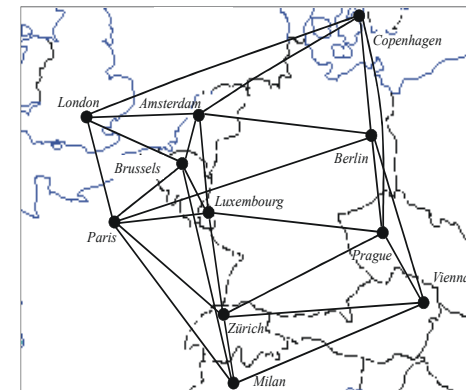 Copenhagen
London
Amsterdam
Berlin
Brussels
Luxembourg
Paris
Prague
Vienna
Zürich
Milan